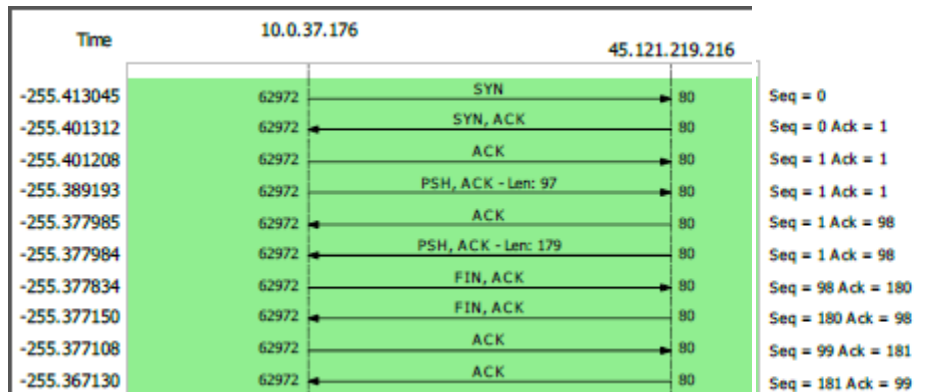 Time 10.0.37.176 45.121.219.216
-255.413045 62972 SYN 80 Seq = 0
-255.401312 62972 SYN, ACK 80 Seq = 0 Ack = 1
-255.401208 62972 ACK 80 Seq = 1 Ack = 1
-255.389193 62972 PSH, ACK - Len: 97 80 Seq = 1 Ack = 1
-255.377985 62972 ACK 80 Seq = 1 Ack = 98
-255.377984 62972 PSH, ACK - Len: 179 80 Seq = 1 Ack = 98
-255.377834 62972 FIN, ACK 80 Seq = 98 Ack = 180
-255.377150 62972 FIN, ACK 80 Seq = 180 Ack = 98
-255.377108 62972 ACK 80 Seq = 99 Ack = 181
-255.367130 62972 ACK 80 Seq = 181 Ack = 99